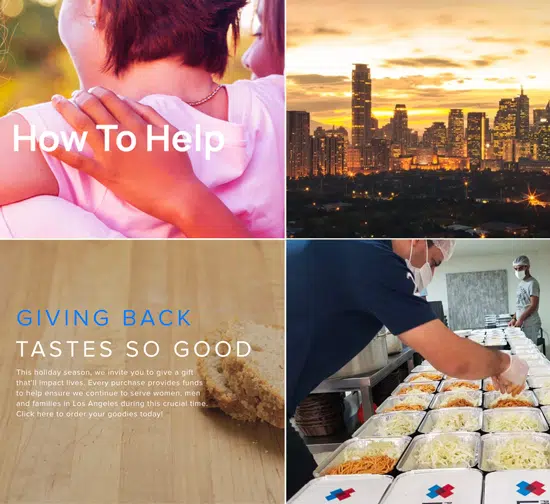 How To Help
GIVING BACK
TASTES SO GOOD
This holiday season, we invite you to give a gift
that'll impact lives. Every purchase provides funds
to help ensure we continue to serve women, men
and families in Los Angeles during this crucial time.
Click here to order your goodies today!